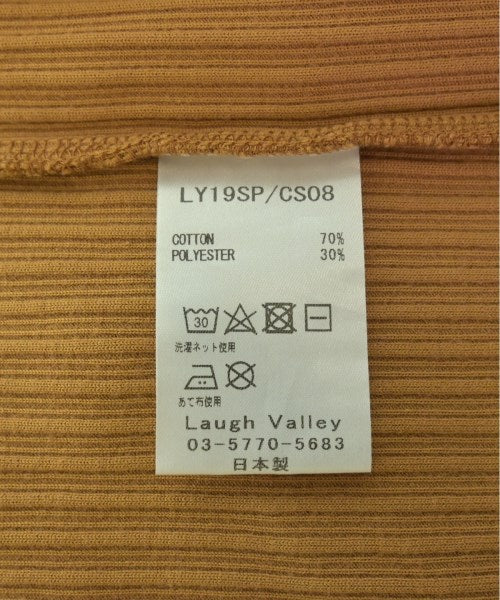 LY19SP/CS08
COTTON 70%
POLYESTER 30%
30
洗濯ネット使用
あて布使用
Laugh Valley
03-5770-5683
日本製